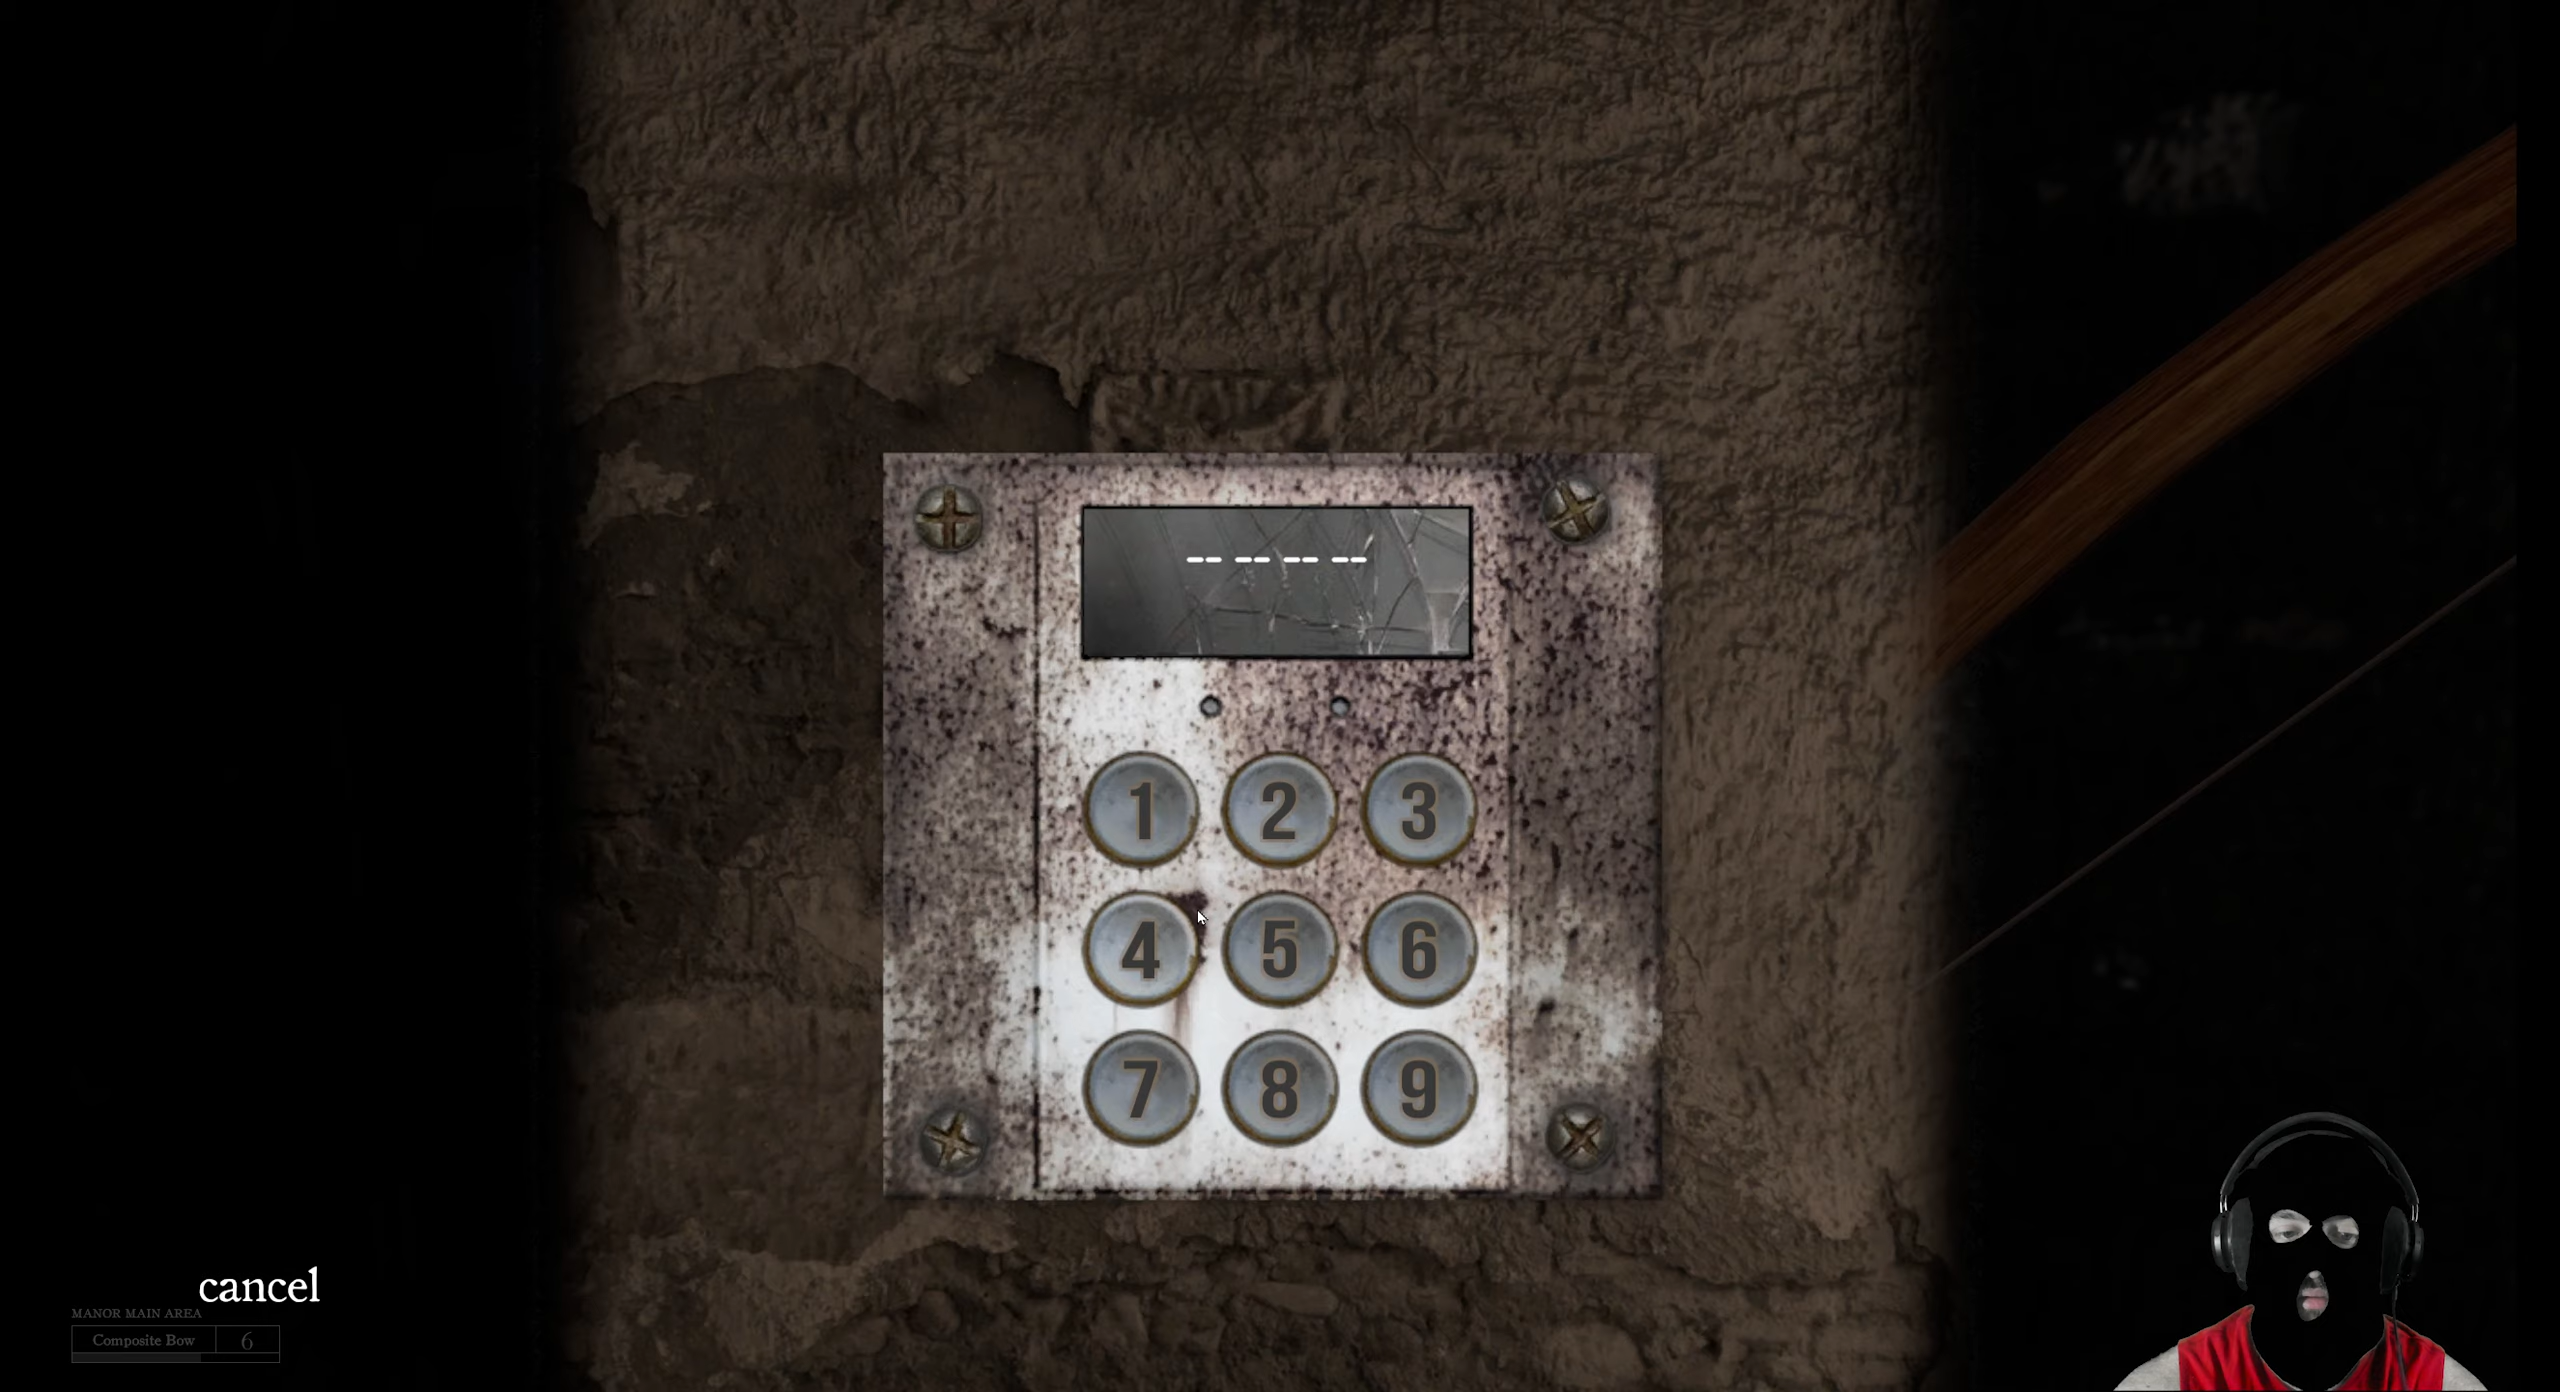 -- -- -- --
1 2 3
4 5 6
7 8 9
cancel
MANOR MAIN AREA
Composite Bow 6